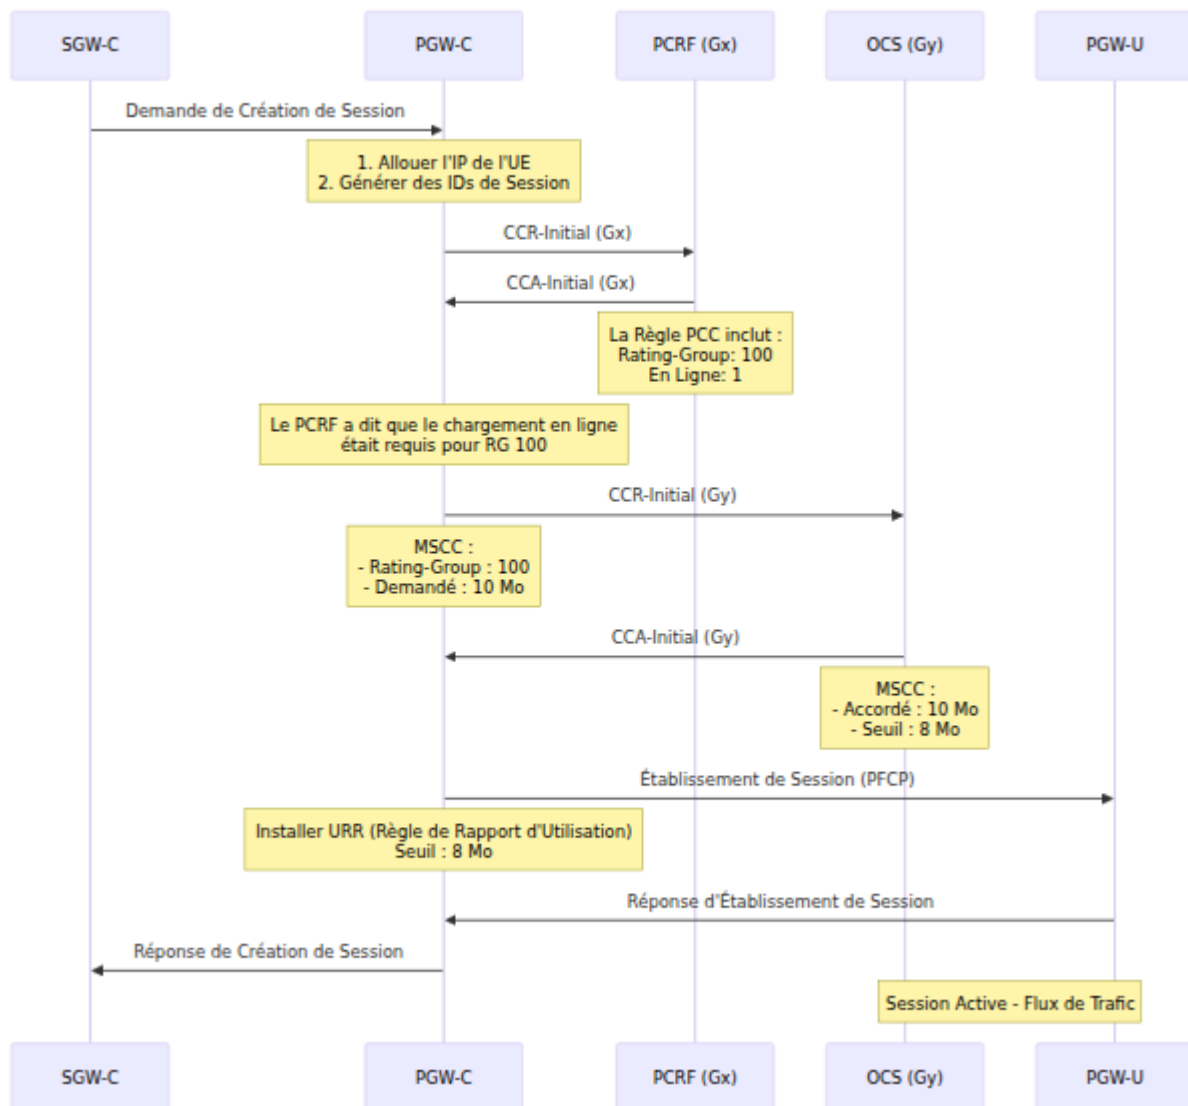 SGW-C
PGW-C
PCRF (Gx)
OCS (Gy)
PGW-U
Demande de Création de Session
1. Allouer l'IP de l'UE
2. Générer des IDs de Session
CCR-Initial (Gx)
CCA-Initial (Gx)
La Règle PCC inclut :
Rating-Group: 100
En Ligne: 1
Le PCRF a dit que le chargement en ligne
était requis pour RG 100
CCR-Initial (Gy)
MSCC :
- Rating-Group : 100
- Demandé : 10 Mo
CCA-Initial (Gy)
MSCC :
- Accordé : 10 Mo
- Seuil : 8 Mo
Établissement de Session (PFCP)
Installer URR (Règle de Rapport d'Utilisation)
Seuil : 8 Mo
Réponse d'Établissement de Session
Réponse de Création de Session
Session Active - Flux de Trafic
SGW-C
PGW-C
PCRF (Gx)
OCS (Gy)
PGW-U